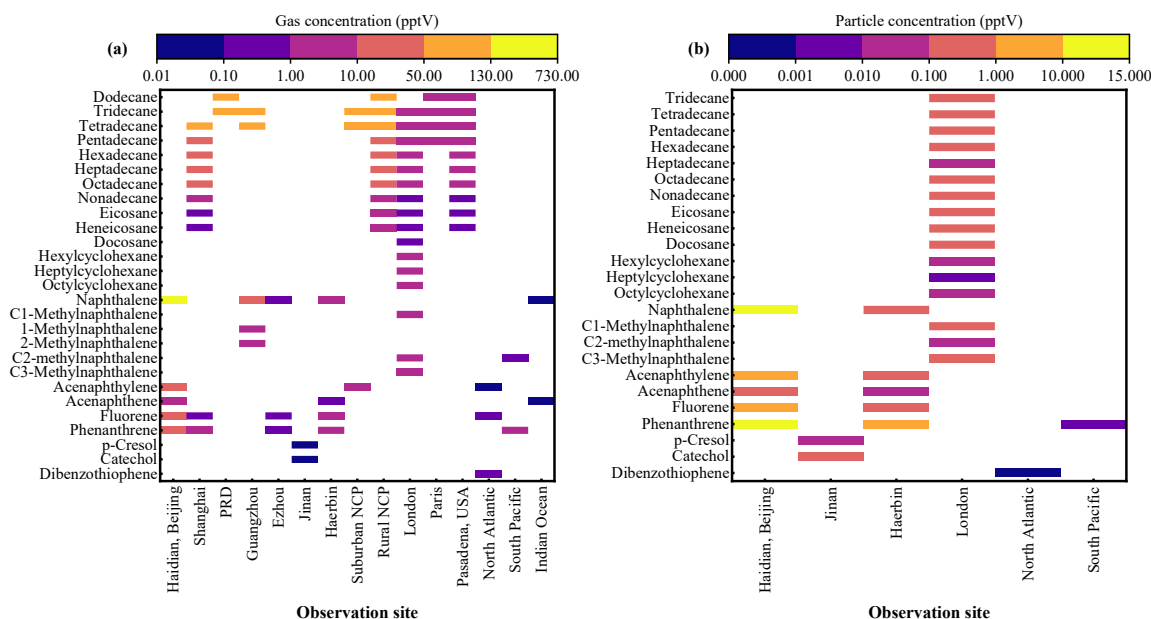 Gas concentration (pptV)
(a)
0.01 0.10 1.00 10.00 50.00 130.00 730.00
Dodecane
Tridecane
Tetradecane
Pentadecane
Hexadecane
Heptadecane
Octadecane
Nonadecane
Eicosane
Heneicosane
Docosane
Hexylcyclohexane
Heptylcyclohexane
Octylcyclohexane
Naphthalene
C1-Methylnaphthalene
1-Methylnaphthalene
2-Methylnaphthalene
C2-methylnaphthalene
C3-Methylnaphthalene
Acenaphthylene
Acenaphthene
Fluorene
Phenanthrene
p-Cresol
Catechol
Dibenzothiophene
Haidian, Beijing
Shanghai
PRD
Guangzhou
Ezhou
Jinan
Haerbin
Suburban NCP
Rural NCP
London
Paris
Pasadena, USA
North Atlantic
South Pacific
Indian Ocean
Observation site
Particle concentration (pptV)
(b)
0.000 0.001 0.010 0.100 1.000 10.000 15.000
Tridecane
Tetradecane
Pentadecane
Hexadecane
Heptadecane
Octadecane
Nonadecane
Eicosane
Heneicosane
Docosane
Hexylcyclohexane
Heptylcyclohexane
Octylcyclohexane
Naphthalene
C1-Methylnaphthalene
C2-methylnaphthalene
C3-Methylnaphthalene
Acenaphthylene
Acenaphthene
Fluorene
Phenanthrene
p-Cresol
Catechol
Dibenzothiophene
Haidian, Beijing
Jinan
Haerbin
London
North Atlantic
South Pacific
Observation site